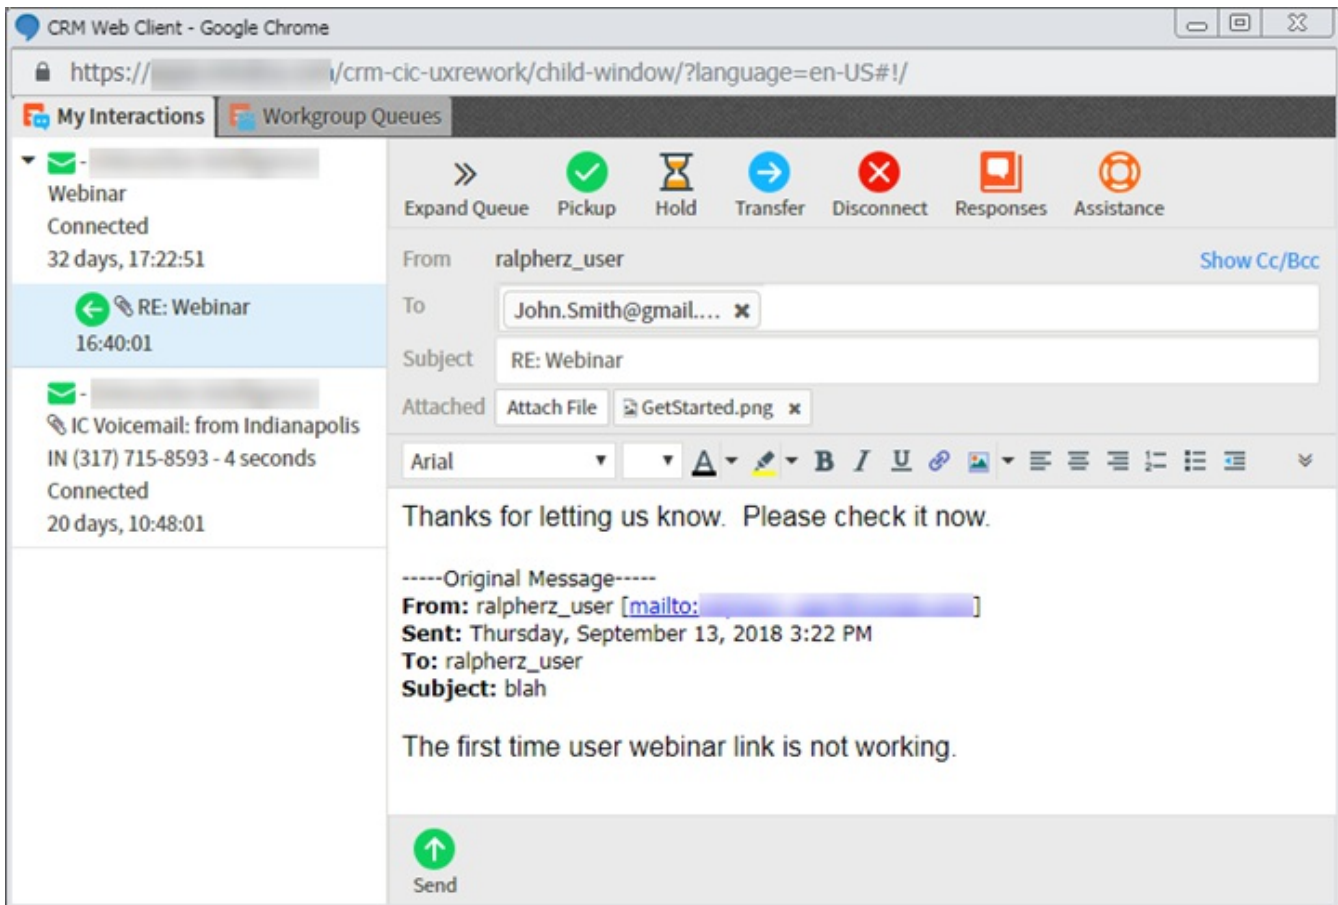 CRM Web Client - Google Chrome
https:// /crm-cic-uxrework/child-window/?language=en-US#!/
My Interactions Workgroup Queues
-
Webinar
Connected
32 days, 17:22:51
RE: Webinar
16:40:01
-
IC Voicemail: from Indianapolis
IN (317) 715-8593 - 4 seconds
Connected
20 days, 10:48:01
Expand Queue Pickup Hold Transfer Disconnect Responses Assistance
From ralpherz_user Show Cc/Bcc
To John.Smith@gmail....
Subject RE: Webinar
Attached Attach File GetStarted.png
Arial A B I U
Thanks for letting us know. Please check it now.
-----Original Message-----
From: ralpherz_user [mailto: ]
Sent: Thursday, September 13, 2018 3:22 PM
To: ralpherz_user
Subject: blah
The first time user webinar link is not working.
Send